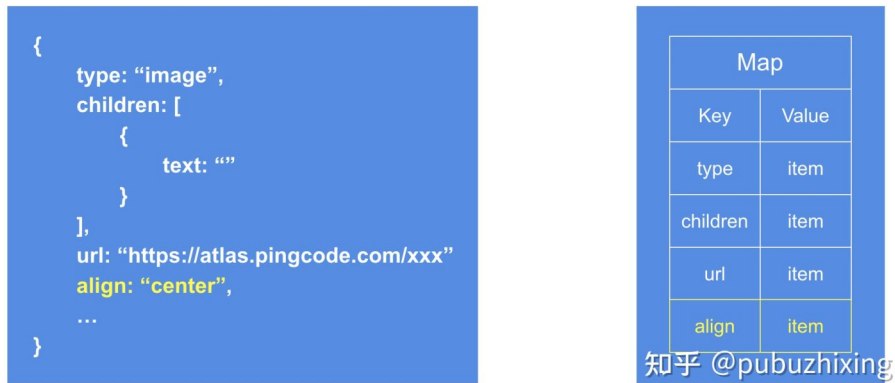 {
type: “image”,
children: [
{
text: “”
}
],
url: “https://atlas.pingcode.com/xxx”
align: “center”,
…
}
Map
Key Value
type item
children item
url item
align item
知乎 @pubuzhixing